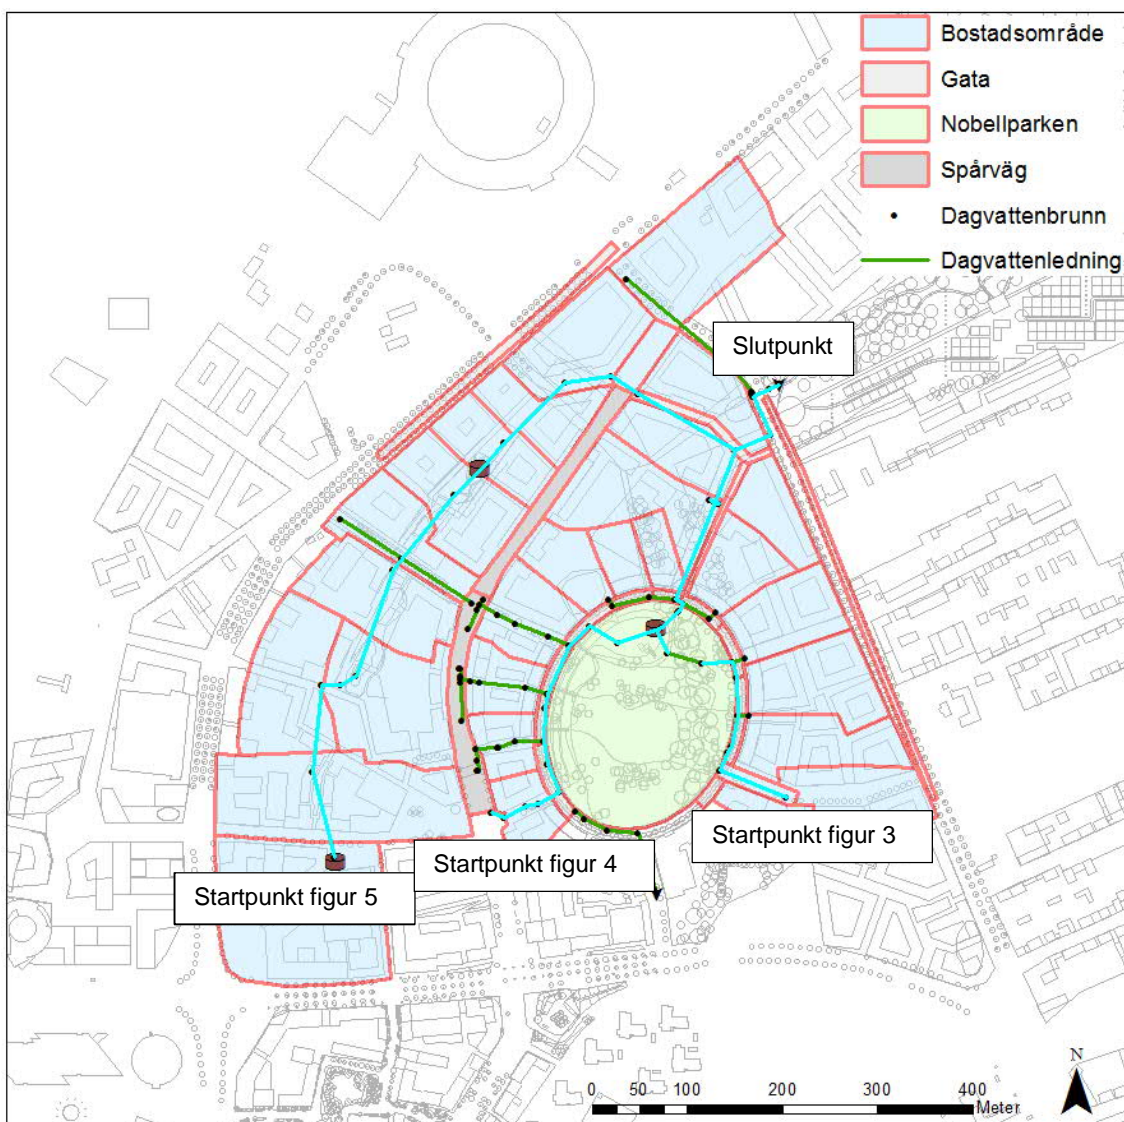 Bostadsområde
Gata
Nobellparken
Spårväg
Dagvattenbrunn
Dagvattenledning
Slutpunkt
Startpunkt figur 3
Startpunkt figur 4
Startpunkt figur 5
N
0 50 100 200 300 400
Meter